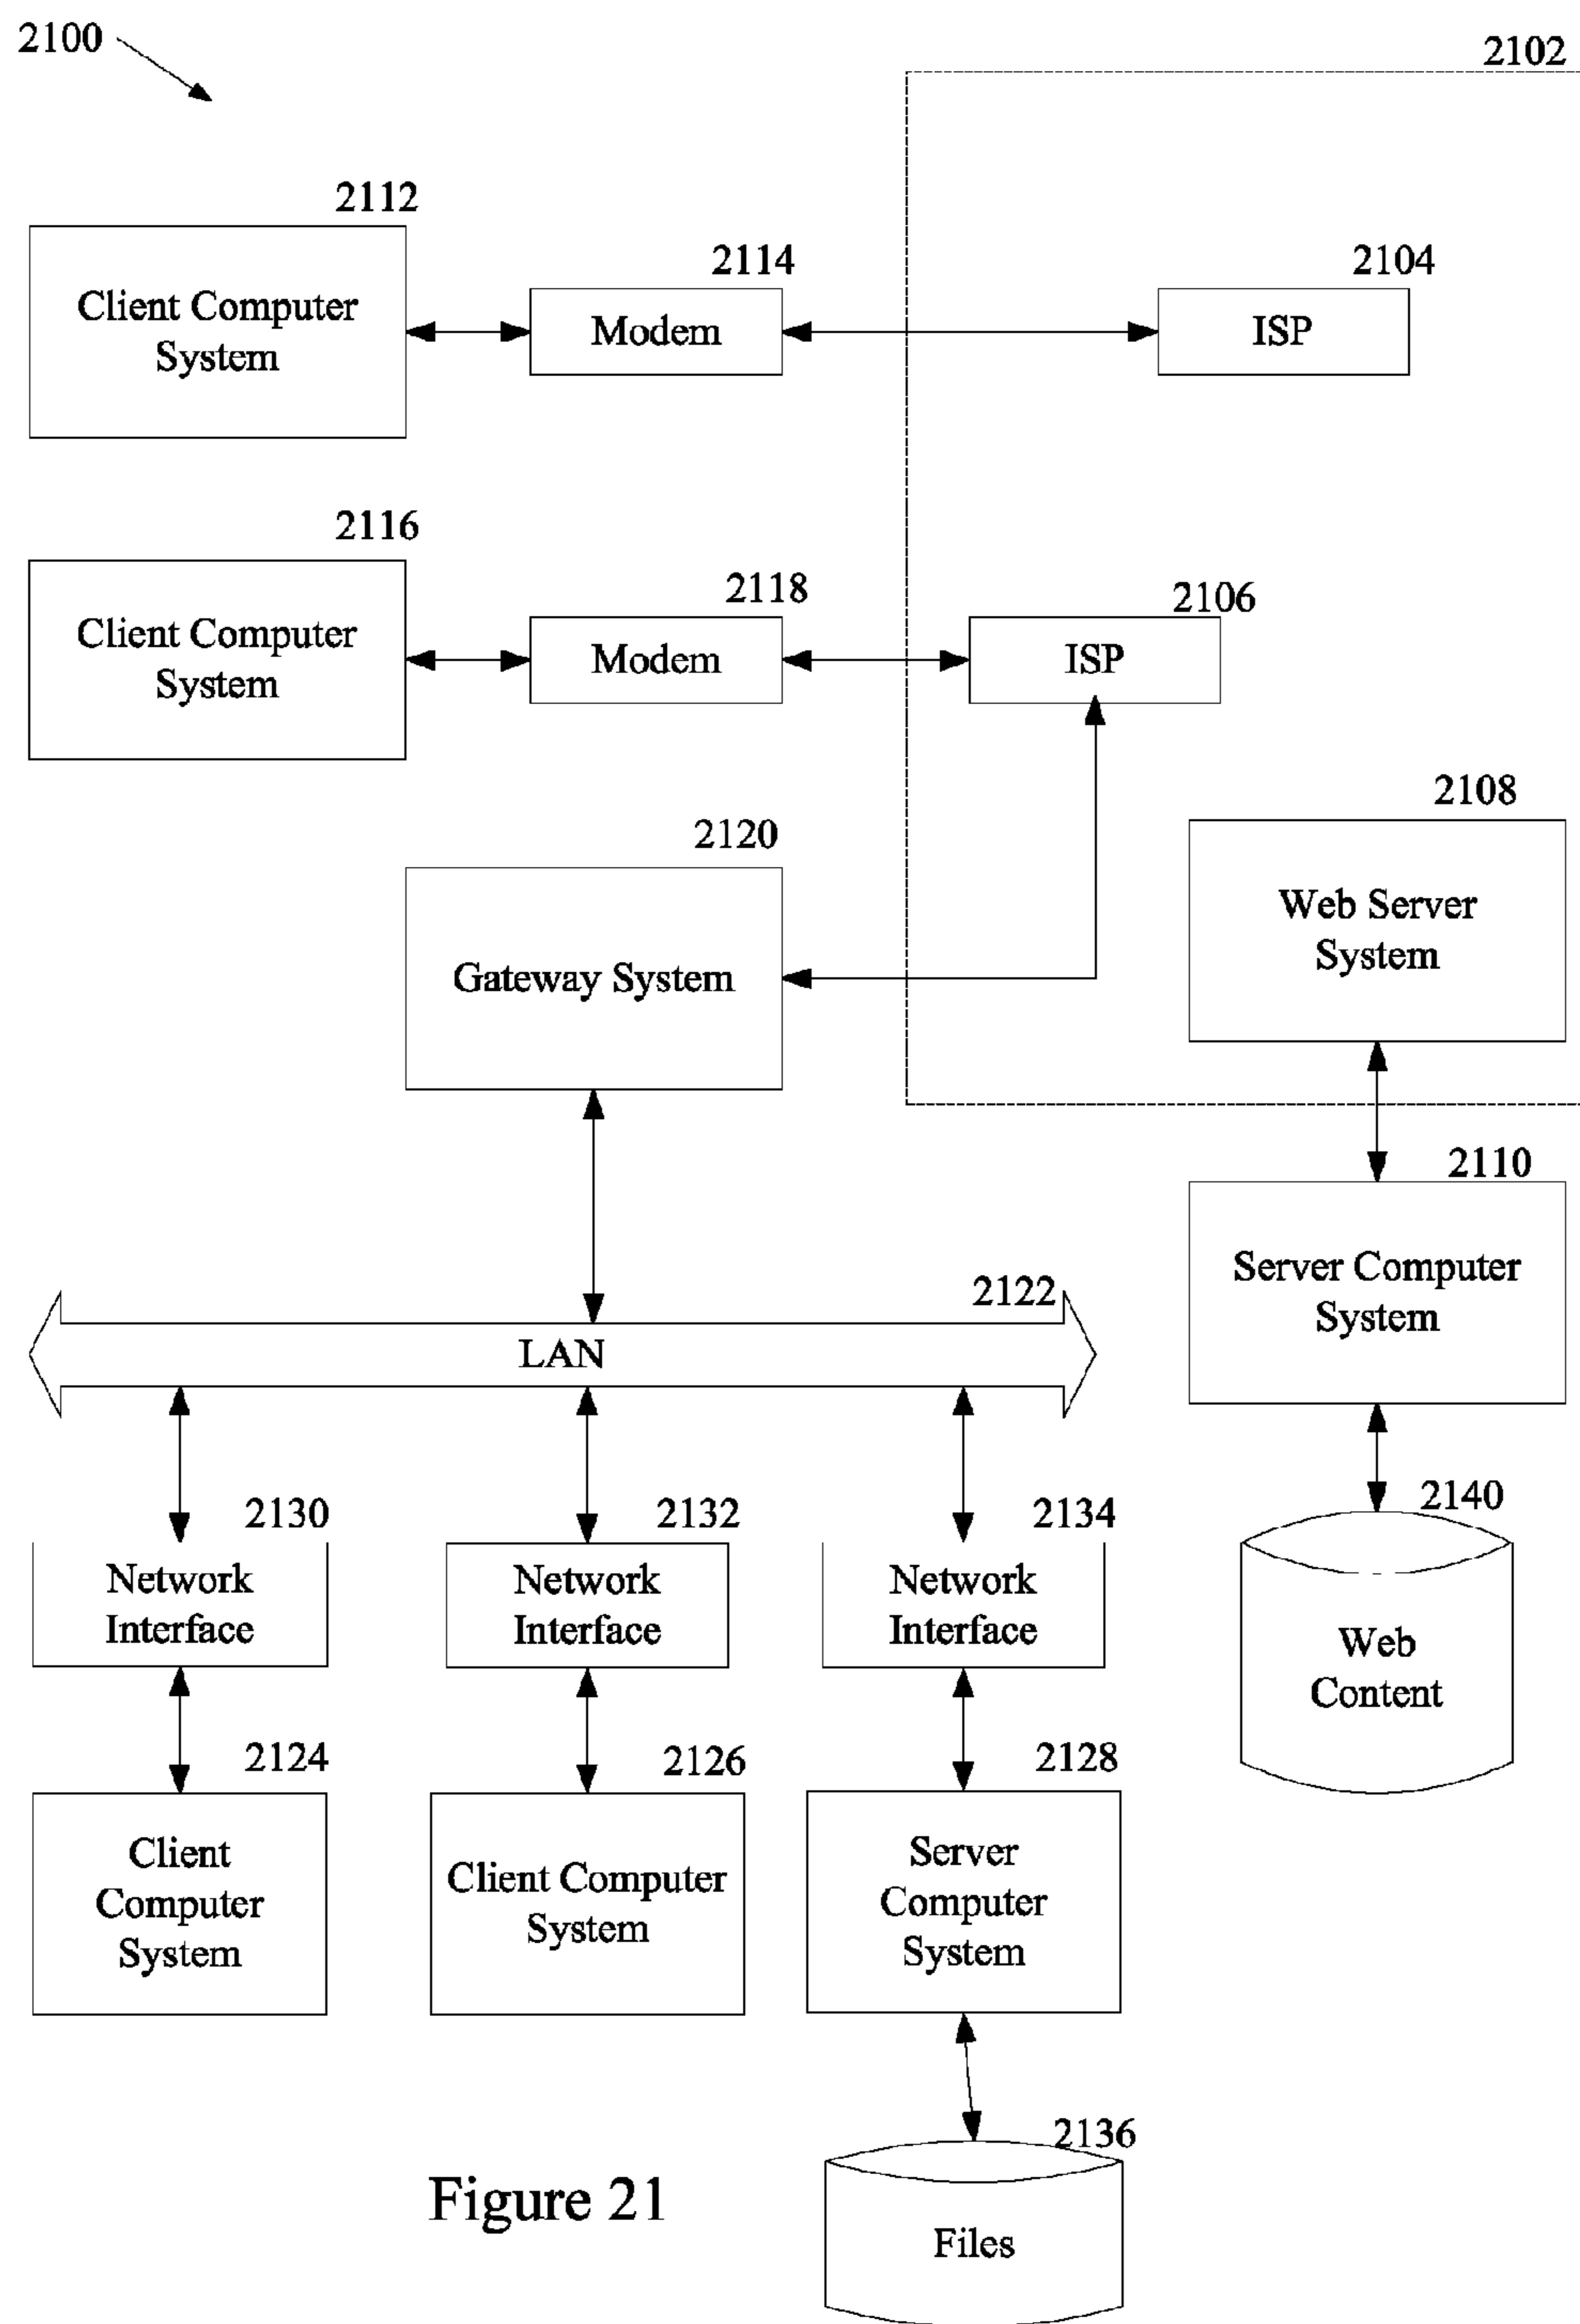 2100
2102
2112
Client Computer
System
2114
Modem
2104
ISP
2116
Client Computer
System
2118
Modem
2106
ISP
2108
Web Server
System
2120
Gateway System
2110
Server Computer
System
2122
LAN
2130
Network
Interface
2132
Network
Interface
2134
Network
Interface
2140
Web
Content
2124
Client
Computer
System
2126
Client Computer
System
2128
Server
Computer
System
2136
Files
Figure 21